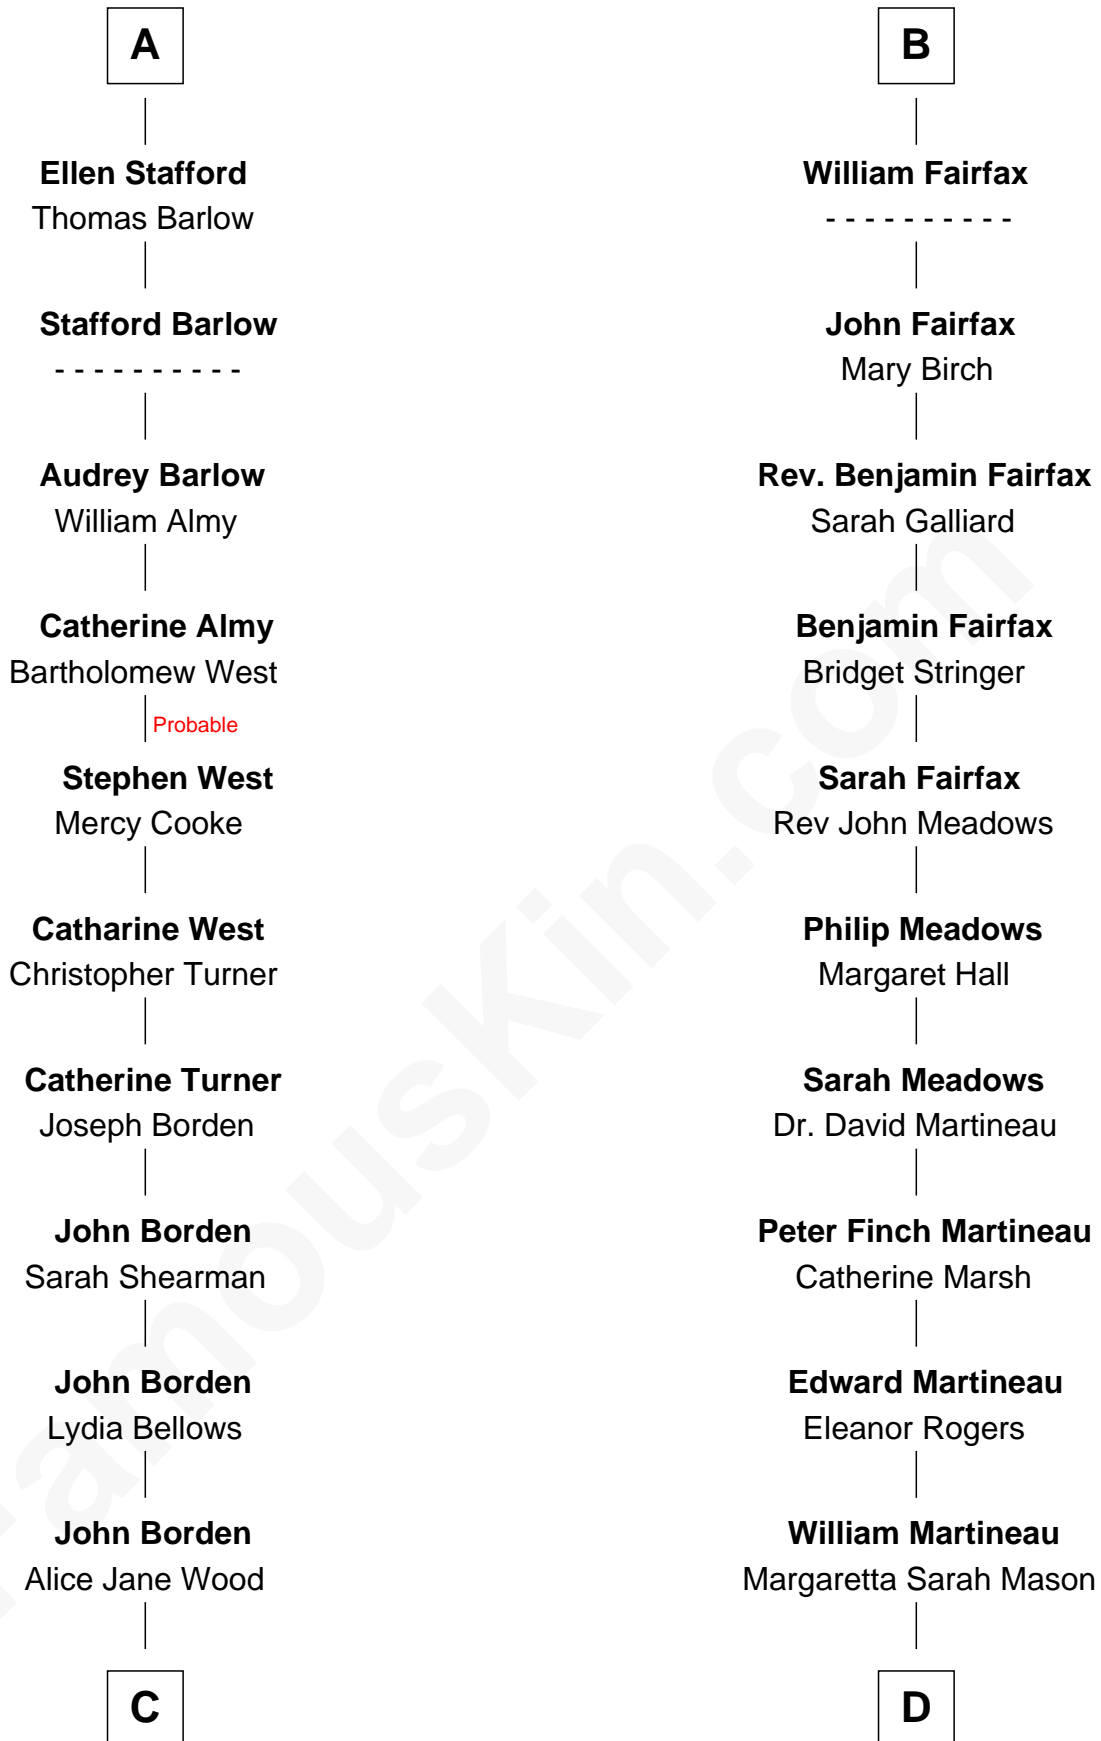 A
Ellen Stafford
Thomas Barlow
- - - - - - - - - -
Stafford Barlow
Audrey Barlow
William Almy
Catherine Almy
Bartholomew West
Probable
Stephen West
Mercy Cooke
Catharine West
Christopher Turner
Catherine Turner
Joseph Borden
John Borden
Sarah Shearman
John Borden
Lydia Bellows
John Borden
Alice Jane Wood
C
B
William Fairfax
- - - - - - - - - -
John Fairfax
Mary Birch
Rev. Benjamin Fairfax
Sarah Galliard
Benjamin Fairfax
Bridget Stringer
Sarah Fairfax
Rev John Meadows
Philip Meadows
Margaret Hall
Sarah Meadows
Dr. David Martineau
Peter Finch Martineau
Catherine Marsh
Edward Martineau
Eleanor Rogers
William Martineau
Margaretta Sarah Mason
D
FamousKin.com